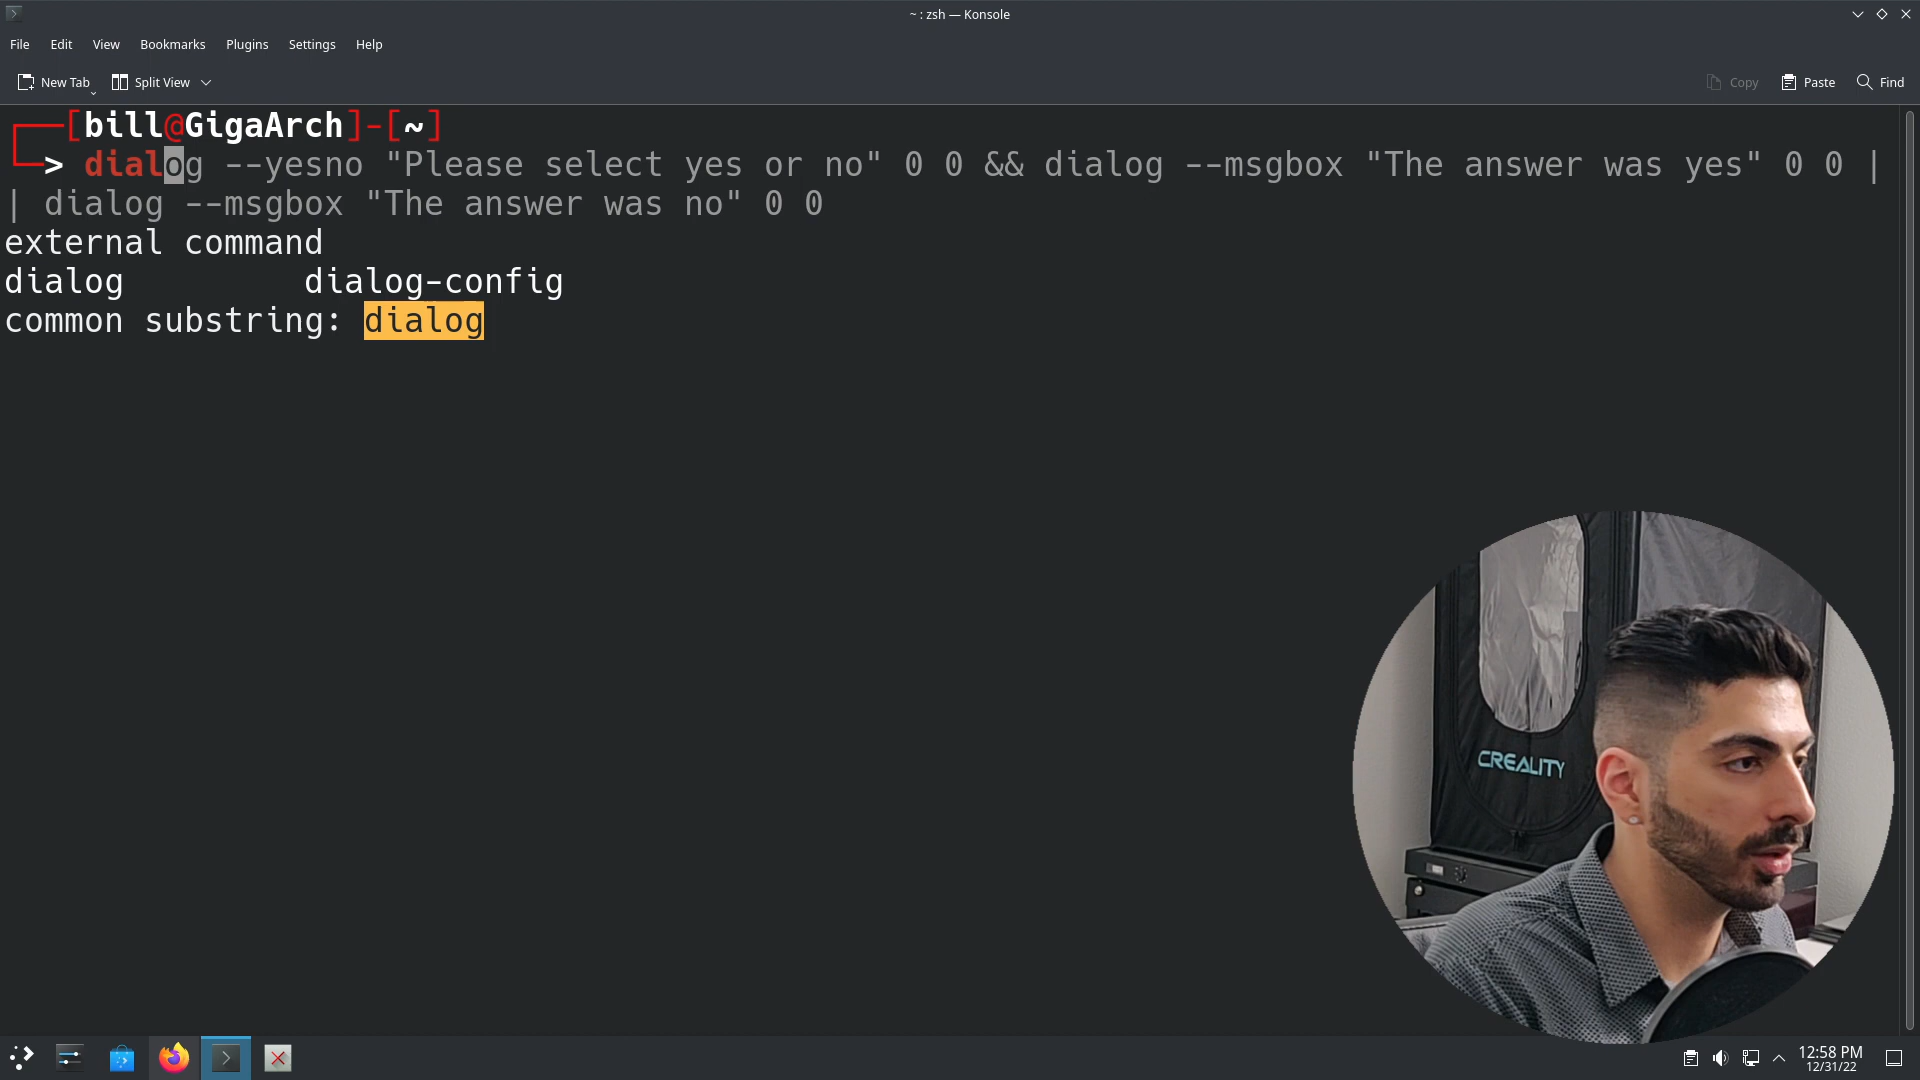 ~ : zsh — Konsole
File Edit View Bookmarks Plugins Settings Help
New Tab Split View Copy Paste Find
[bill@GigaArch]-[~]
> dialog --yesno "Please select yes or no" 0 0 && dialog --msgbox "The answer was yes" 0 0 |
| dialog --msgbox "The answer was no" 0 0
external command
dialog dialog-config
common substring: dialog
CREALITY
12:58 PM
12/31/22